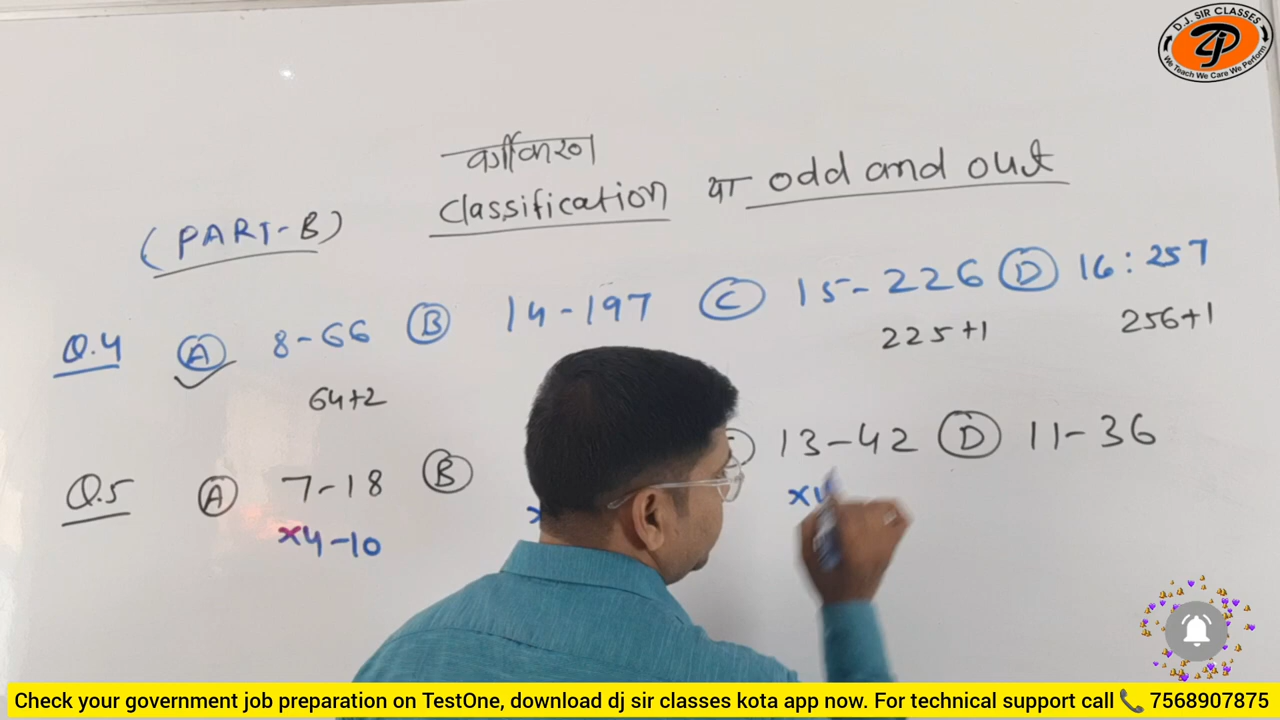 D.J. SIR CLASSES
We Teach We Care We Perform
वर्गीकरण
(PART-B) Classification या odd and out
Q.4 Ⓐ 8-66 Ⓑ 14-197 Ⓒ 15-226 Ⓓ 16:257
64+2 225+1 256+1
Q.5 Ⓐ 7-18 Ⓑ 13-42 Ⓓ 11-36
×4-10 ×4
Check your government job preparation on TestOne, download dj sir classes kota app now. For technical support call 📞 7568907875